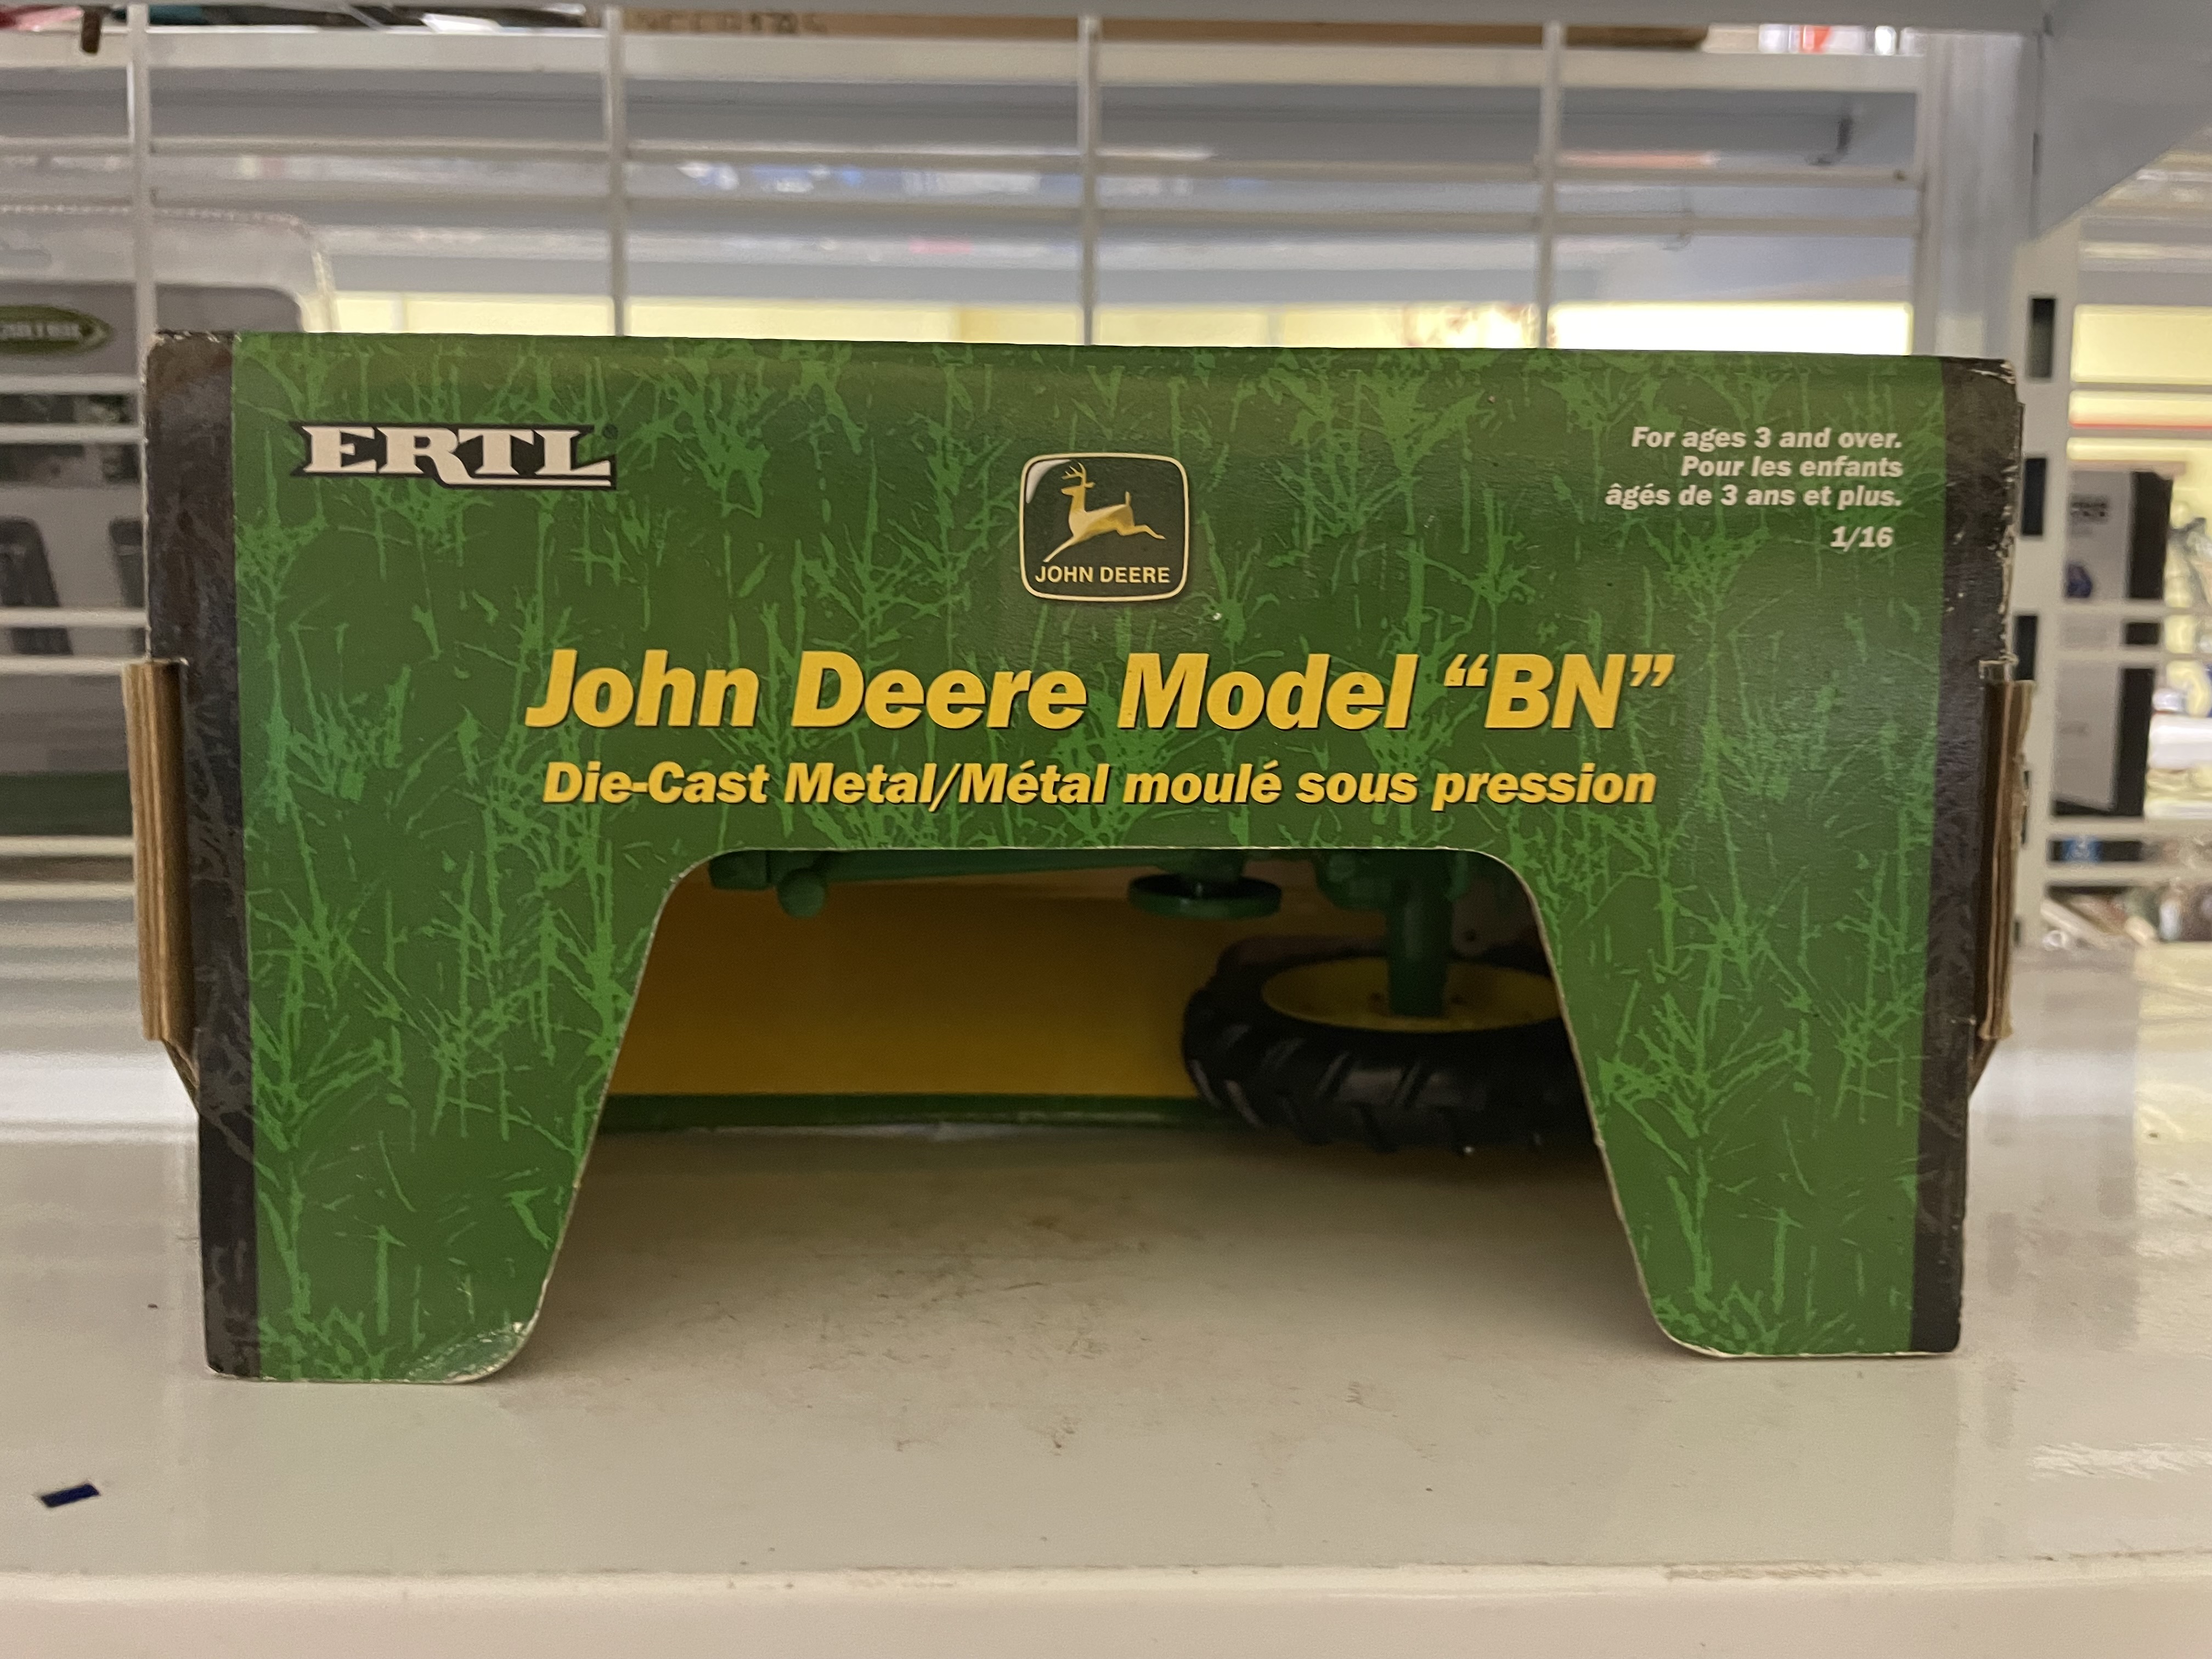 ERTL
For ages 3 and over.
Pour les enfants
âgés de 3 ans et plus.
1/16
JOHN DEERE
John Deere Model “BN”
Die-Cast Metal/Métal moulé sous pression